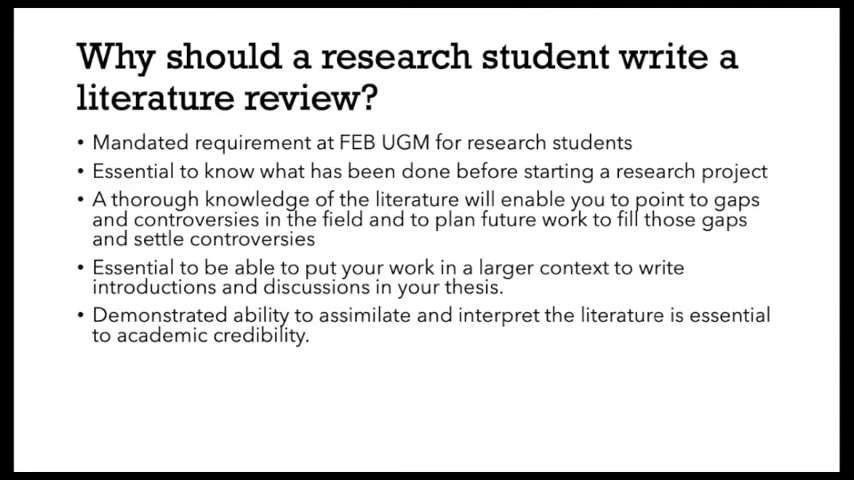 Why should a research student write a
literature review?
• Mandated requirement at FEB UGM for research students
• Essential to know what has been done before starting a research project
• A thorough knowledge of the literature will enable you to point to gaps
and controversies in the field and to plan future work to fill those gaps
and settle controversies
• Essential to be able to put your work in a larger context to write
introductions and discussions in your thesis.
• Demonstrated ability to assimilate and interpret the literature is essential
to academic credibility.